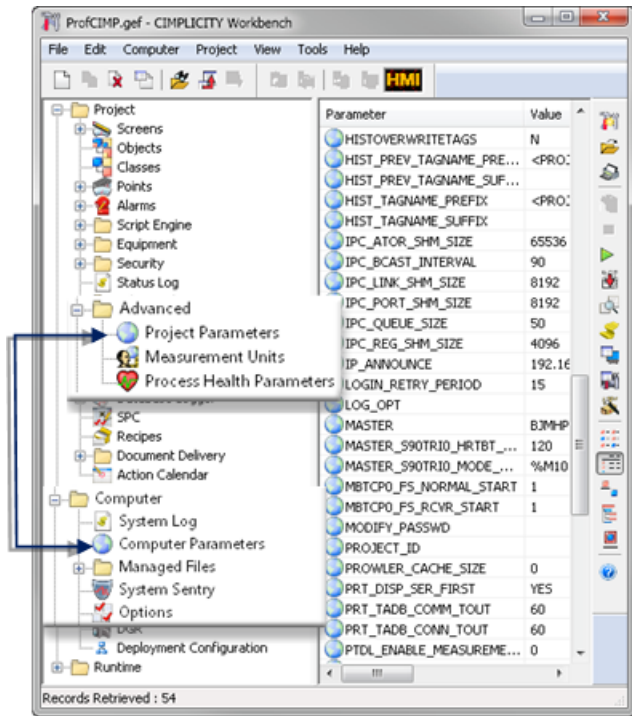 ProfCIMP.gef - CIMPLICITY Workbench
File Edit Computer Project View Tools Help
HMI
Project
Screens
Objects
Classes
Points
Alarms
Script Engine
Equipment
Security
Status Log
Advanced
Project Parameters
Measurement Units
Process Health Parameters
SPC
Recipes
Document Delivery
Action Calendar
Computer
System Log
Computer Parameters
Managed Files
System Sentry
Options
DGR
Deployment Configuration
Runtime
Parameter Value
HISTOVERWRITETAGS N
HIST_PREV_TAGNAME_PRE... <PROJ
HIST_PREV_TAGNAME_SUF...
HIST_TAGNAME_PREFIX <PROJ
HIST_TAGNAME_SUFFIX
IPC_ATOR_SHM_SIZE 65536
IPC_BCAST_INTERVAL 90
IPC_LINK_SHM_SIZE 8192
IPC_PORT_SHM_SIZE 8192
IPC_QUEUE_SIZE 50
IPC_REG_SHM_SIZE 4096
IP_ANNOUNCE 192.16
LOGIN_RETRY_PERIOD 15
LOG_OPT
MASTER BJMHP
MASTER_S90TRIO_HRTBT_... 120
MASTER_S90TRIO_MODE_... %M10
MBTCP0_FS_NORMAL_START 1
MBTCP0_FS_RCVR_START 1
MODIFY_PASSWD
PROJECT_ID
PROWLER_CACHE_SIZE 0
PRT_DISP_SER_FIRST YES
PRT_TADB_COMM_TOUT 60
PRT_TADB_CONN_TOUT 60
PTDL_ENABLE_MEASUREME... 0
Records Retrieved : 54